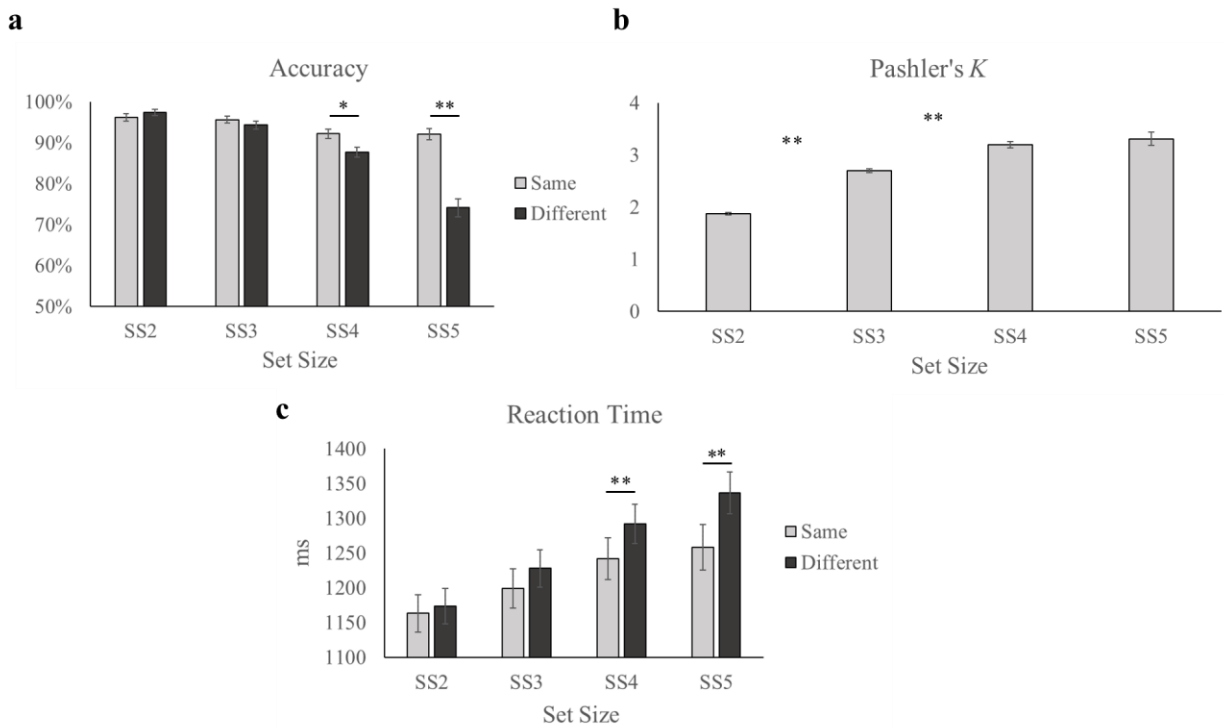 a
Accuracy
100%
90%
80%
70%
60%
50%
*
**
SS2 SS3 SS4 SS5
Set Size
Same
Different
b
Pashler's K
4
3
2
1
0
**
**
SS2 SS3 SS4 SS5
Set Size
c
Reaction Time
ms
1400
1350
1300
1250
1200
1150
1100
**
**
SS2 SS3 SS4 SS5
Set Size
Same
Different